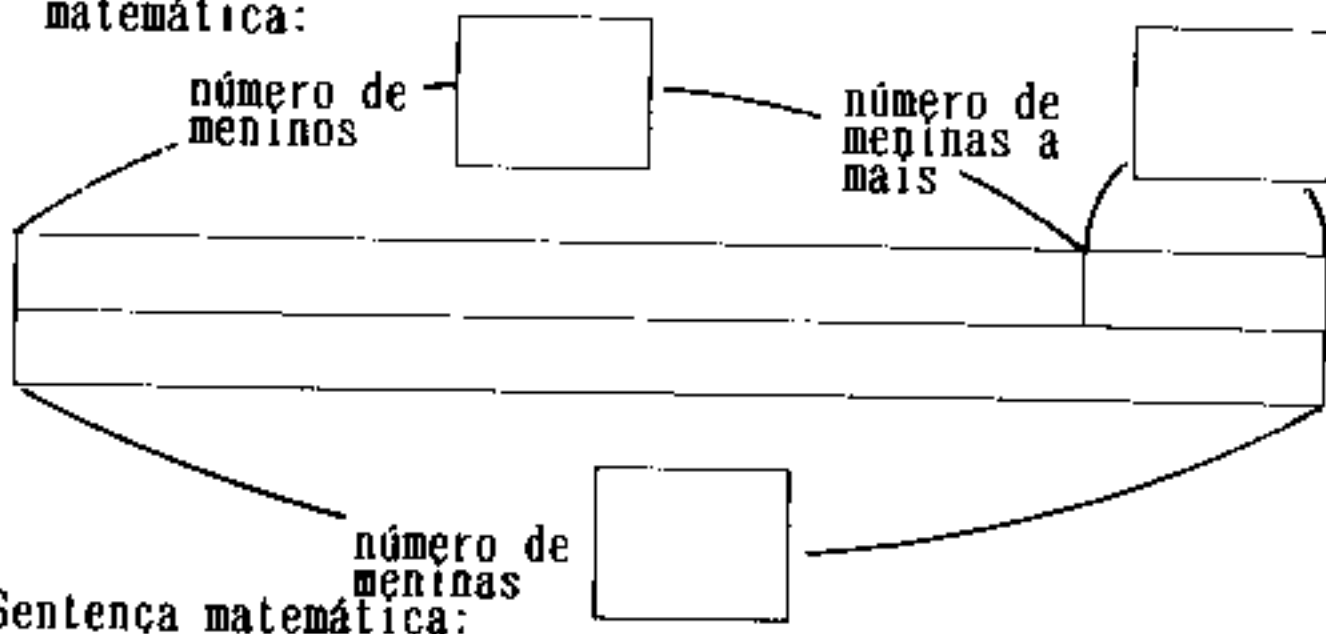 matemática:
número de
meninos
número de
meninas a
mais
número de
meninas
Sentença matemática: